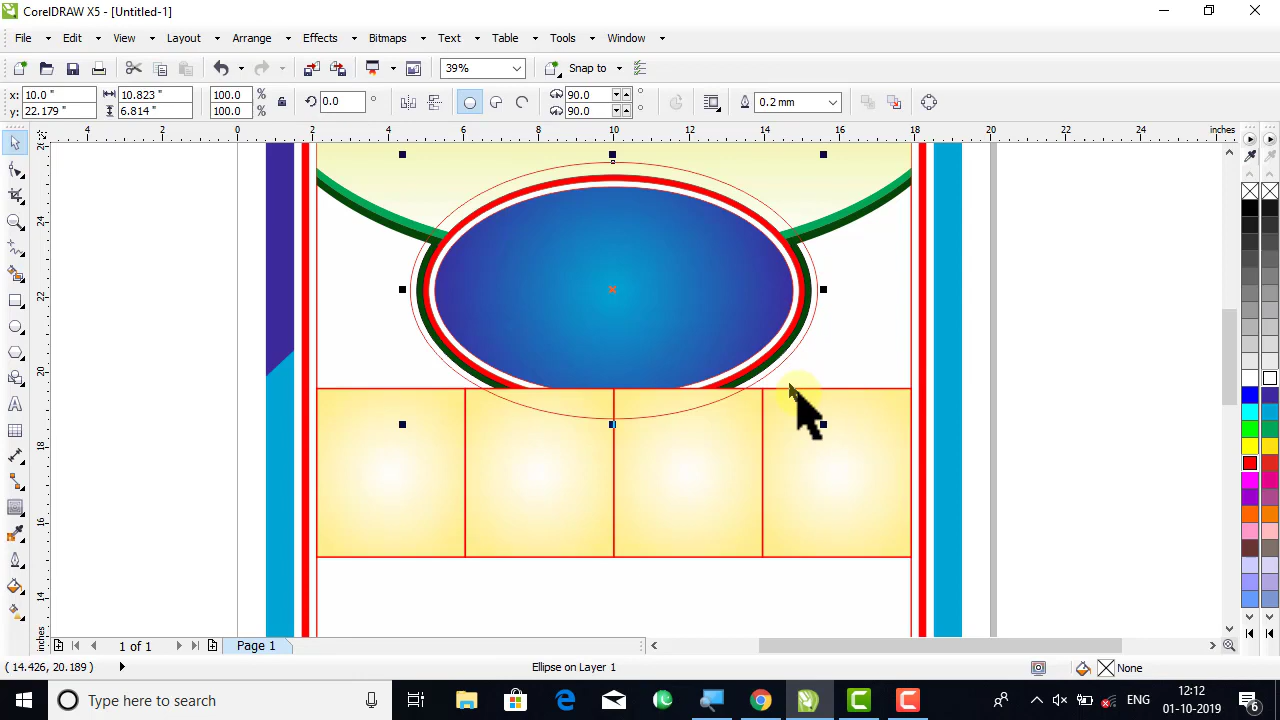 CorelDRAW X5 - [Untitled-1]
File Edit View Layout Arrange Effects Bitmaps Text Table Tools Window
39% Snap to
x: 10.0 " 10.823 " 100.0 % 0.0 ° 90.0 ° 0.2 mm
y: 22.179 " 6.814 " 100.0 % 90.0 °
4 2 0 2 4 6 8 10 12 14 16 18 20 22 24 inches
24
22
20
18
16
14
inches
1 of 1 Page 1
( 14.426, 20.189 ) Ellipse on Layer 1 None
Type here to search ENG 12:12
01-10-2019 6